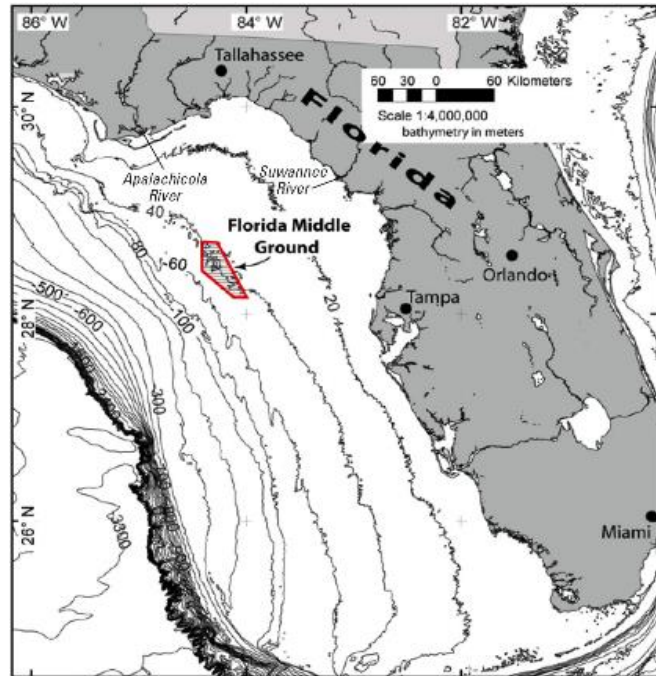 86° W
84° W
82° W
Tallahassee
60 30 0 60 Kilometers
Scale 1:4,000,000
bathymetry in meters
30° N
Florida
Apalachicola
River
Suwannee
River
40
Florida Middle
Ground
-80
-60
-100
20
Orlando
Tampa
28° N
-500
-600
300
26° N
3300
Miami